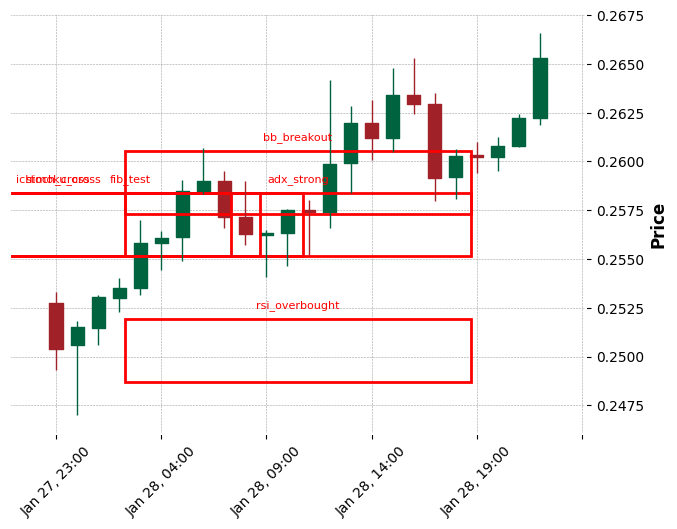 0.2675
0.2650
0.2625
bb_breakout
0.2600
fib_test
adx_strong
0.2575
Price
0.2550
rsi_overbought
0.2525
0.2500
0.2475
Jan 27, 23:00
Jan 28, 04:00
Jan 28, 09:00
Jan 28, 14:00
Jan 28, 19:00